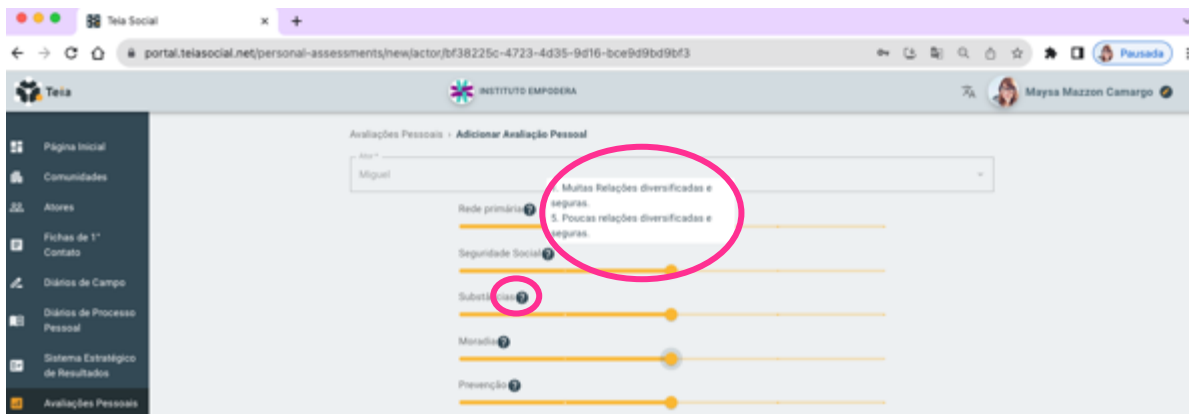 Teia Social
portal.teiasocial.net/personal-assessments/new/actor/bf38225c-4723-4d35-9d16-bce9d9bd9bf3
Pausada
Teia
INSTITUTO EMPODERA
Maysa Mazzon Camargo
Página Inicial
Comunidades
Atores
Fichas de 1°
Contato
Diários de Campo
Diários de Processo
Pessoal
Sistema Estratégico
de Resultados
Avaliações Pessoais
Avaliações Pessoais › Adicionar Avaliação Pessoal
Ator *
Miguel
Muitas Relações diversificadas e
seguras.
5. Poucas relações diversificadas e
seguras.
Rede primária
Seguridade Social
Substâncias
Moradia
Prevenção